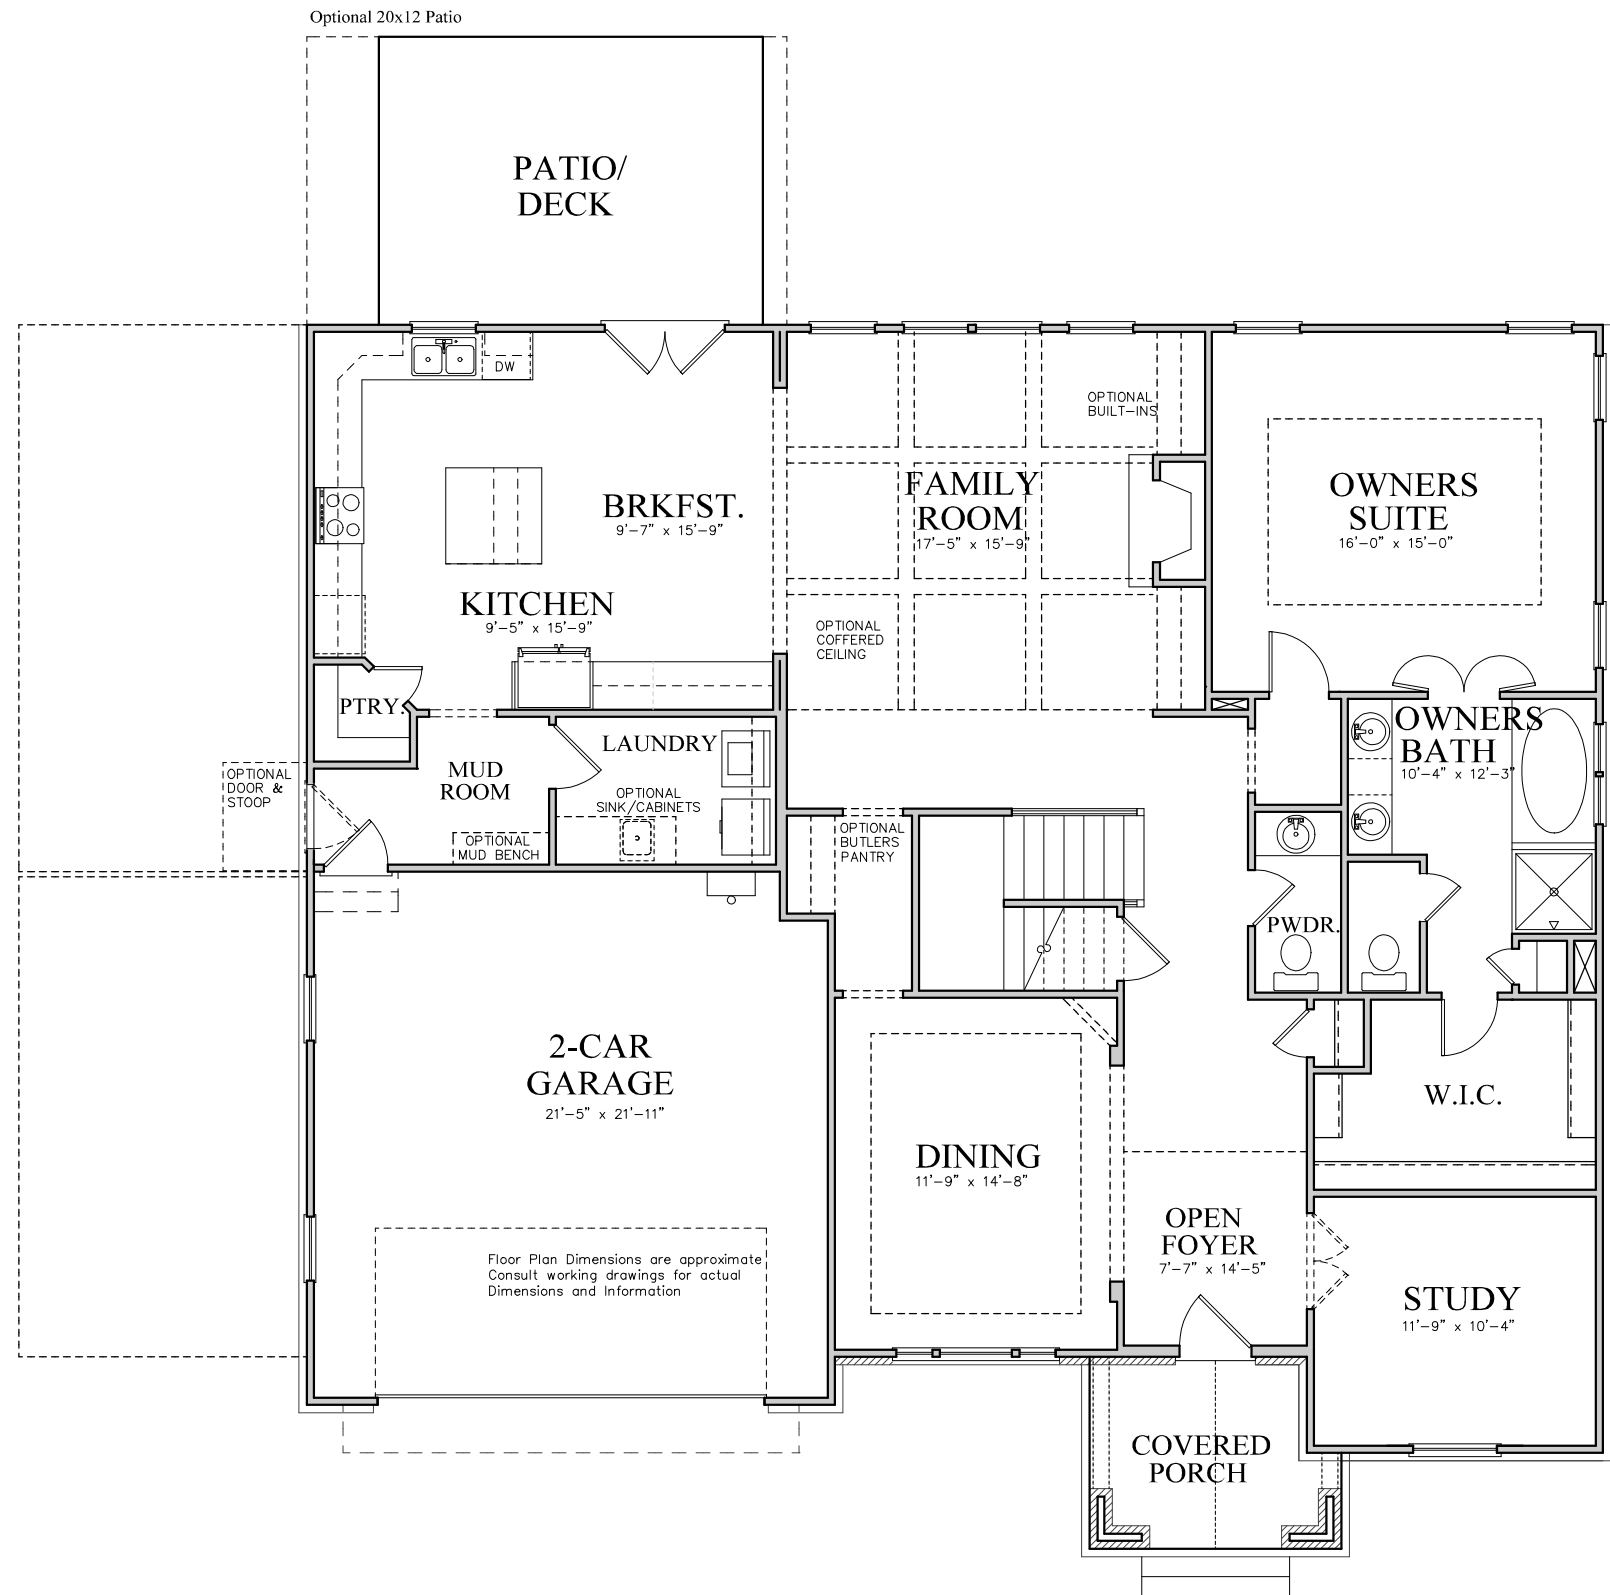 Optional 20x12 Patio
PATIO/
DECK
DW
OPTIONAL
BUILT-INS
BRKFST.
9'-7" x 15'-9"
FAMILY
ROOM
17'-5" x 15'-9"
OWNERS
SUITE
16'-0" x 15'-0"
KITCHEN
9'-5" x 15'-9"
OPTIONAL
COFFERED
CEILING
PTRY.
LAUNDRY
OWNERS
BATH
10'-4" x 12'-3"
OPTIONAL
DOOR &
STOOP
MUD
ROOM
OPTIONAL
SINK/CABINETS
OPTIONAL
MUD BENCH
OPTIONAL
BUTLERS
PANTRY
PWDR.
2-CAR
GARAGE
21'-5" x 21'-11"
W.I.C.
DINING
11'-9" x 14'-8"
OPEN
FOYER
7'-7" x 14'-5"
Floor Plan Dimensions are approximate
Consult working drawings for actual
Dimensions and Information
STUDY
11'-9" x 10'-4"
COVERED
PORCH